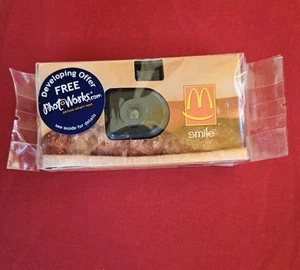 Developing Offer
FREE
PhotoWorks.com
see inside for details
M
smile